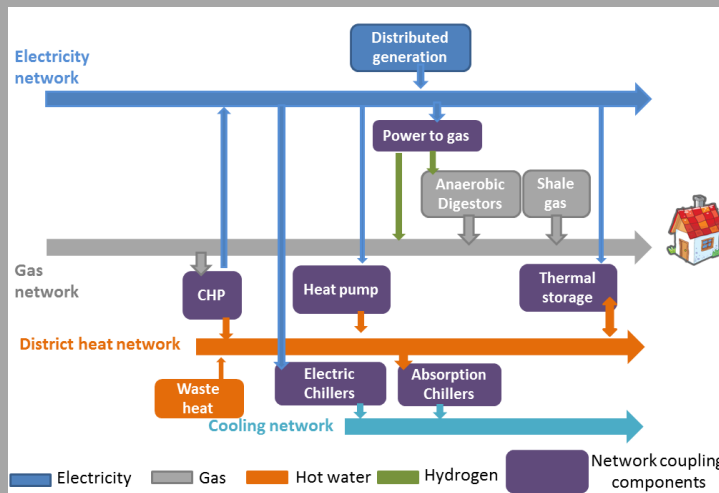 Distributed
generation
Electricity
network
Power to gas
Anaerobic
Digestors
Shale
gas
Gas
network
CHP
Heat pump
Thermal
storage
District heat network
Waste
heat
Electric
Chillers
Absorption
Chillers
Cooling network
Electricity
Gas
Hot water
Hydrogen
Network coupling
components